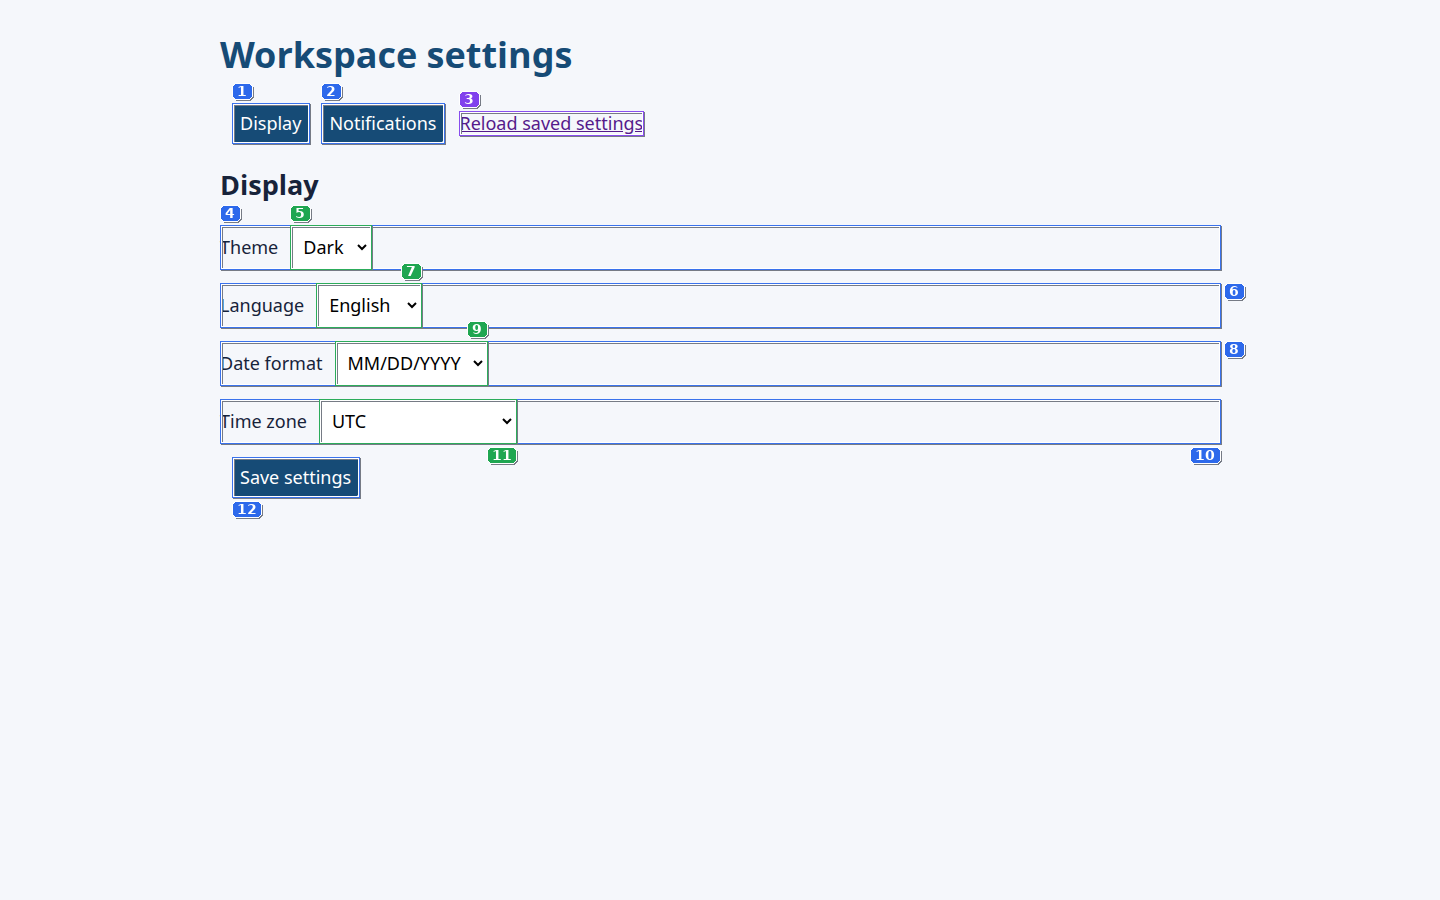 Workspace settings
1 2 3
Display Notifications Reload saved settings
Display
4 5
Theme Dark
7
Language English 6
9
Date format MM/DD/YYYY 8
Time zone UTC
11 10
Save settings
12